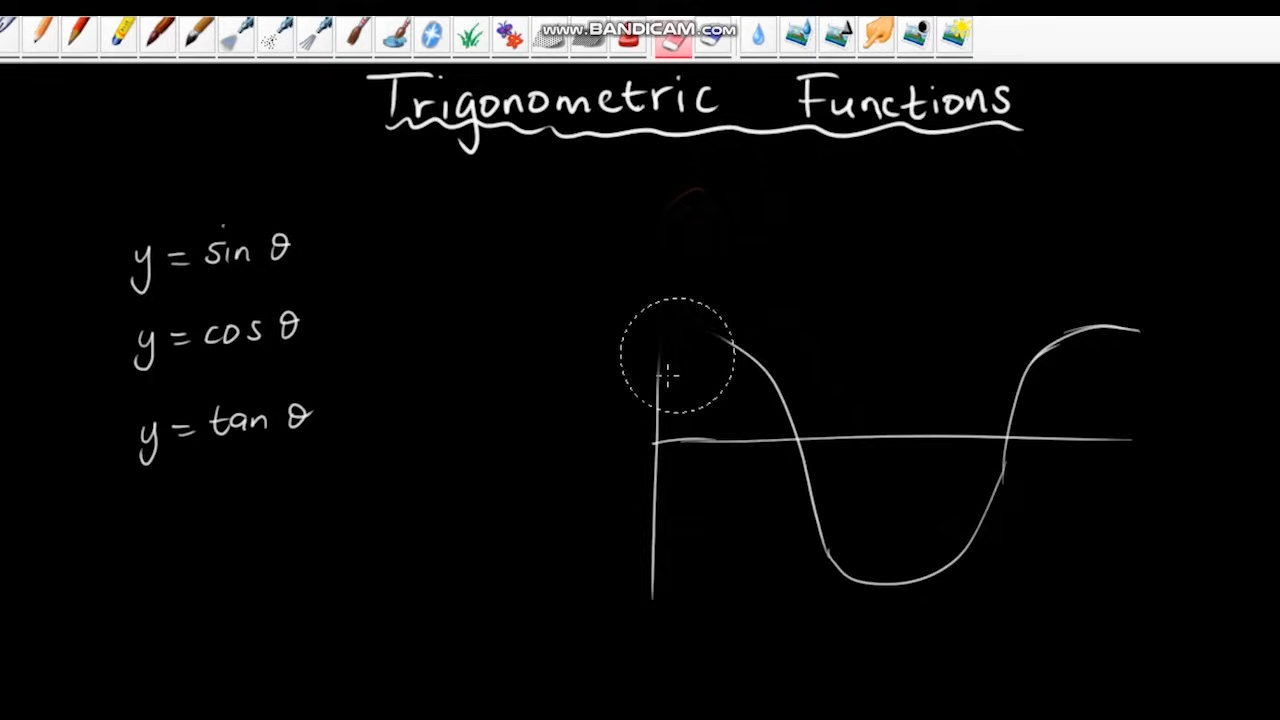 www.BANDICAM.com
Trigonometric Functions
y = sin θ
y = cos θ
y = tan θ